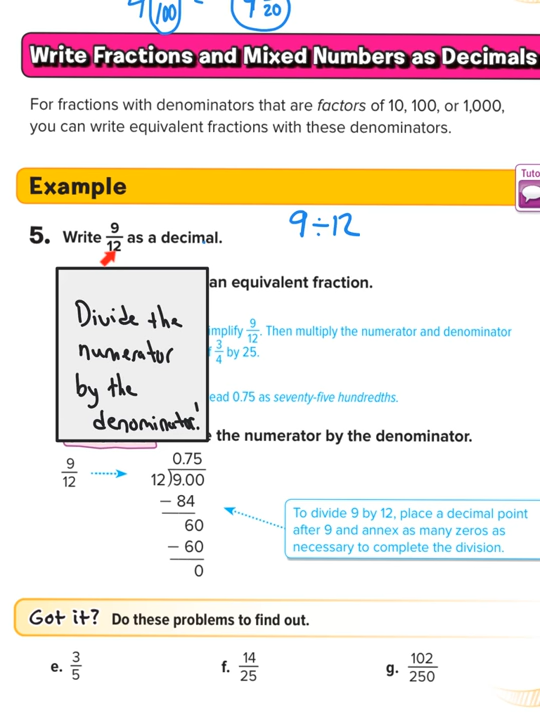 4 100 9 20
Write Fractions and Mixed Numbers as Decimals
For fractions with denominators that are factors of 10, 100, or 1,000,
you can write equivalent fractions with these denominators.
Tuto
Example
5. Write 9/12 as a decimal.
9÷12
an equivalent fraction.
Divide the
numerator
by the
denominator!
implify 9/12. Then multiply the numerator and denominator
3/4 by 25.
ead 0.75 as seventy-five hundredths.
the numerator by the denominator.
9/12
0.75
12)9.00
− 84
60
− 60
0
To divide 9 by 12, place a decimal point
after 9 and annex as many zeros as
necessary to complete the division.
Got it? Do these problems to find out.
e. 3/5
f. 14/25
g. 102/250